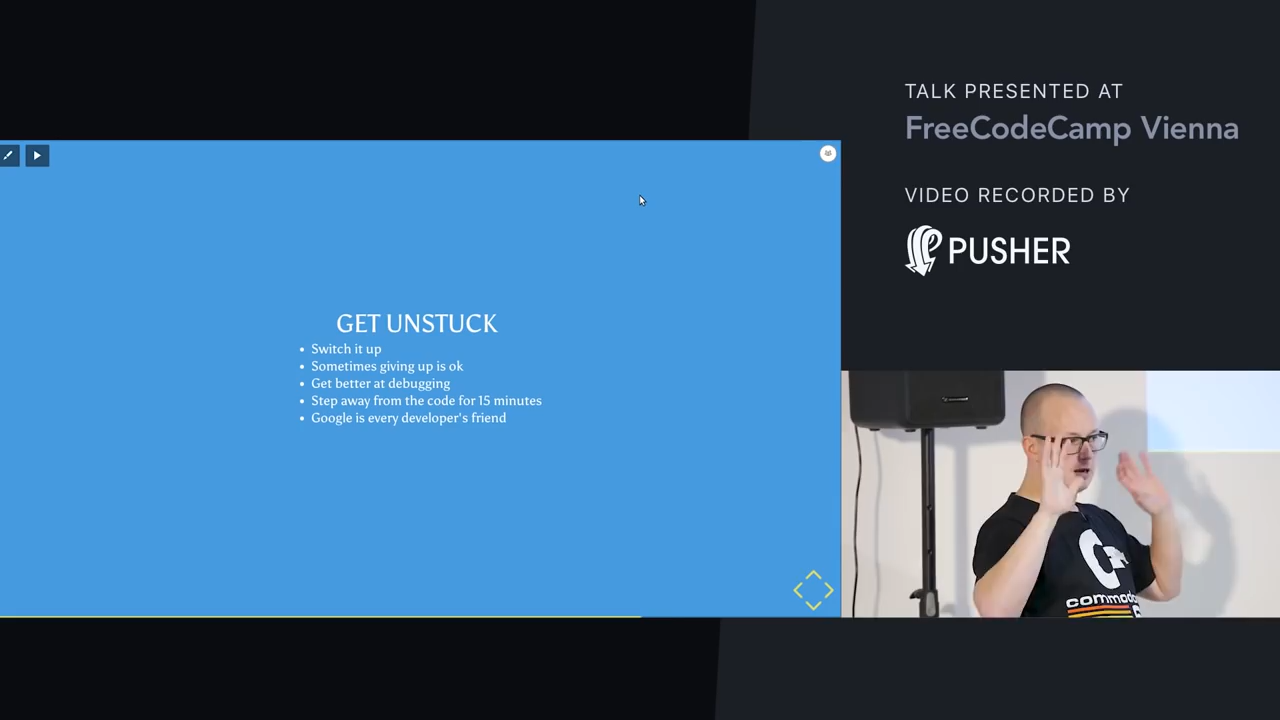 TALK PRESENTED AT
FreeCodeCamp Vienna
VIDEO RECORDED BY
PUSHER
GET UNSTUCK
• Switch it up
• Sometimes giving up is ok
• Get better at debugging
• Step away from the code for 15 minutes
• Google is every developer's friend